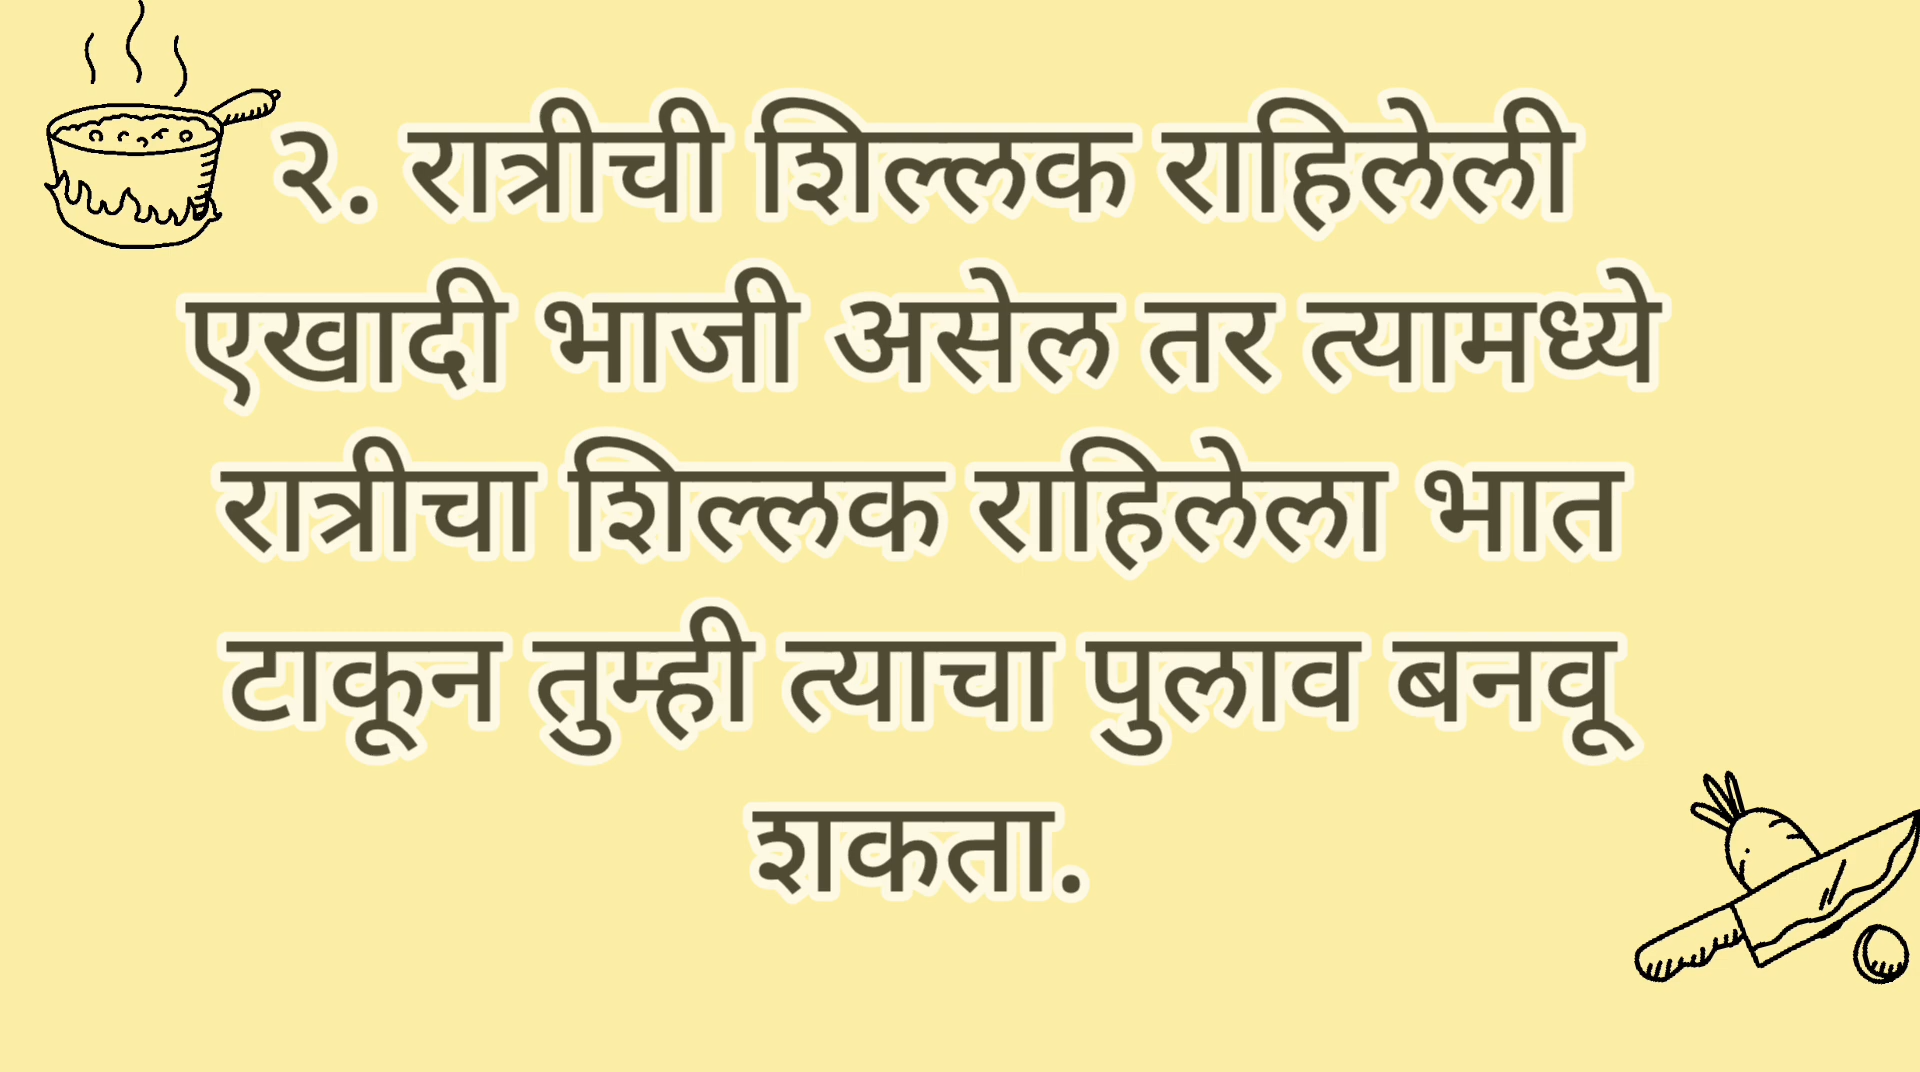 २. रात्रीची शिल्लक राहिलेली
एखादी भाजी असेल तर त्यामध्ये
रात्रीचा शिल्लक राहिलेला भात
टाकून तुम्ही त्याचा पुलाव बनवू
शकता.